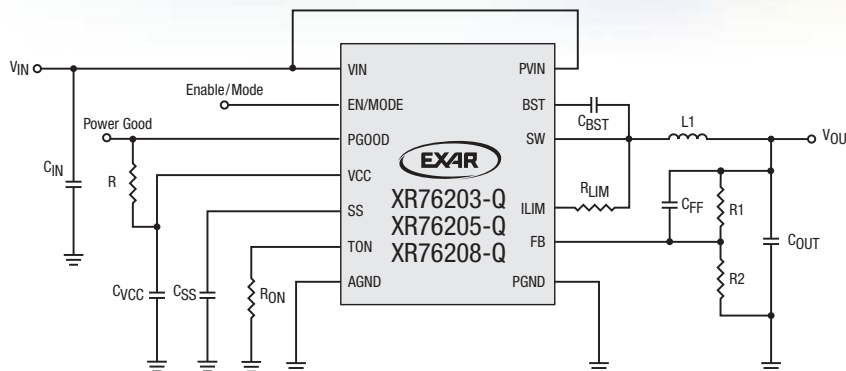 VIN
VIN
PVIN
Enable/Mode
EN/MODE
BST
CBST
L1
Power Good
PGOOD
SW
VOU
EXAR
CIN
R
VCC
XR76203-Q
XR76205-Q
XR76208-Q
RLIM
ILIM
CFF
R1
SS
FB
COUT
TON
CVCC
CSS
RON
AGND
PGND
R2